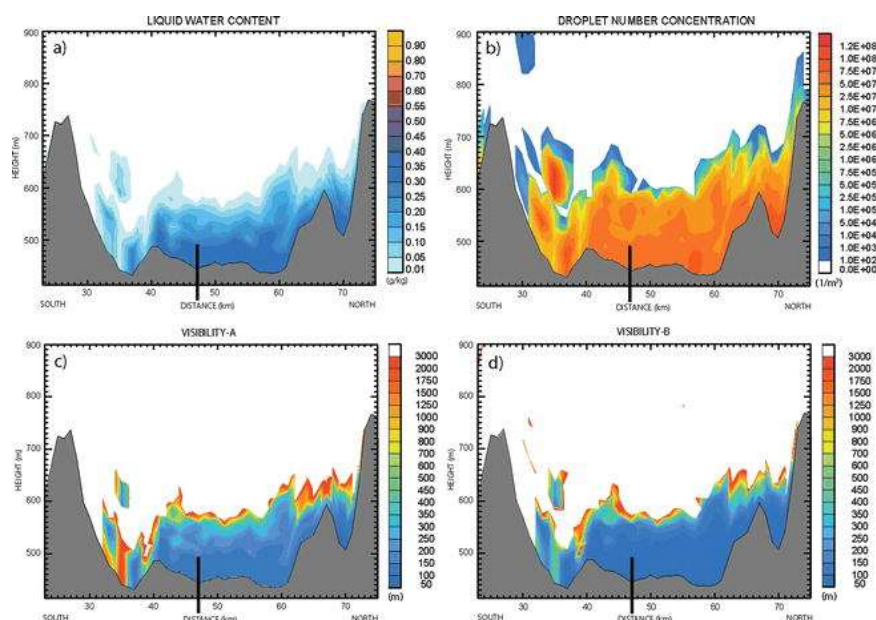 LIQUID WATER CONTENT
a)
900
800
700
600
500
HEIGHT (m)
30
40
50
60
70
SOUTH
DISTANCE (km)
NORTH
0.90
0.80
0.70
0.60
0.55
0.50
0.45
0.40
0.35
0.30
0.25
0.20
0.15
0.10
0.05
0.01
(g/kg)
DROPLET NUMBER CONCENTRATION
b)
900
800
700
600
500
HEIGHT (m)
30
40
50
60
70
SOUTH
DISTANCE (km)
NORTH
1.2E+08
1.0E+08
7.5E+07
5.0E+07
2.5E+07
1.0E+07
7.5E+06
5.0E+06
2.5E+06
1.0E+06
7.5E+05
5.0E+05
2.5E+05
1.0E+05
5.0E+04
1.0E+04
1.0E+03
1.0E+02
0.0E+00
(1/m³)
VISIBILITY-A
c)
900
800
700
600
500
HEIGHT (m)
30
40
50
60
70
SOUTH
DISTANCE (km)
NORTH
3000
2000
1750
1500
1250
1000
900
800
700
600
500
450
400
350
300
250
200
150
100
50
(m)
VISIBILITY-B
d)
900
800
700
600
500
HEIGHT (m)
30
40
50
60
70
SOUTH
DISTANCE (km)
NORTH
3000
2000
1750
1500
1250
1000
900
800
700
600
500
450
400
350
300
250
200
150
100
50
(m)